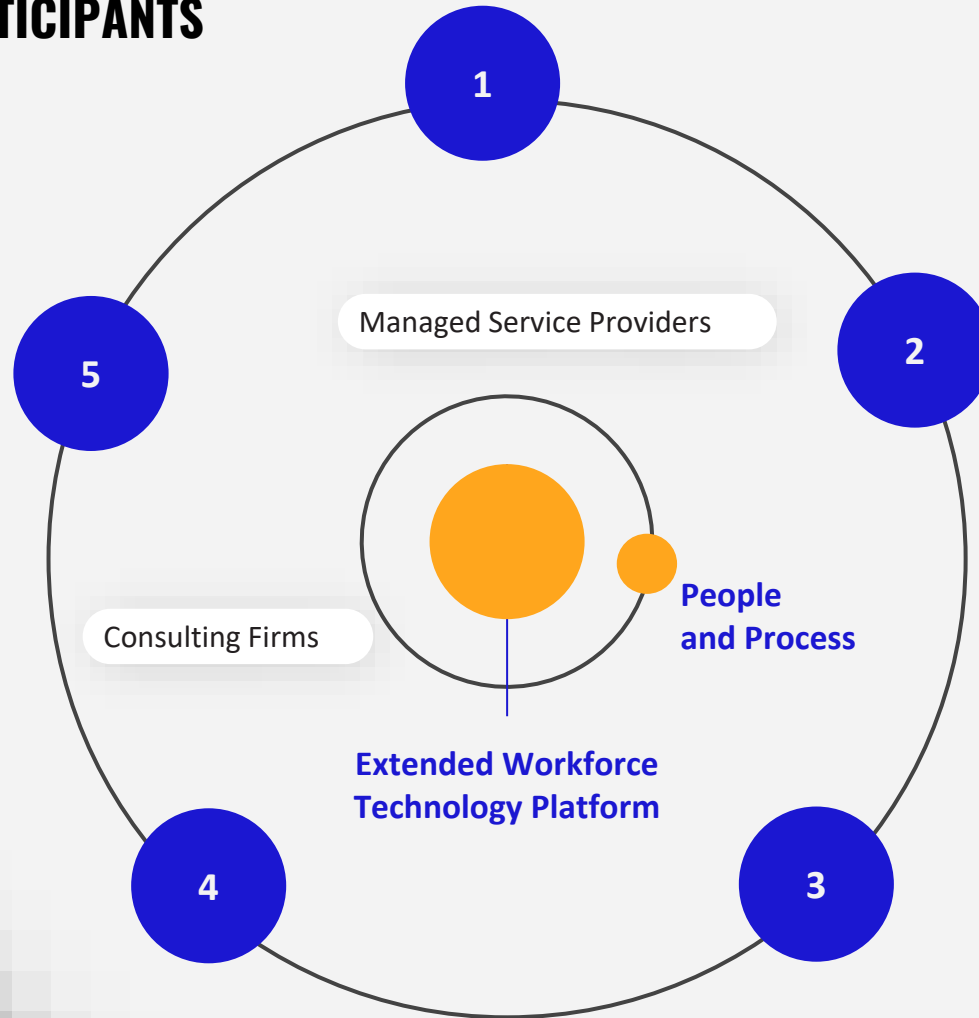 TICIPANTS
1
Managed Service Providers
2
5
People
and Process
Consulting Firms
Extended Workforce
Technology Platform
4
3